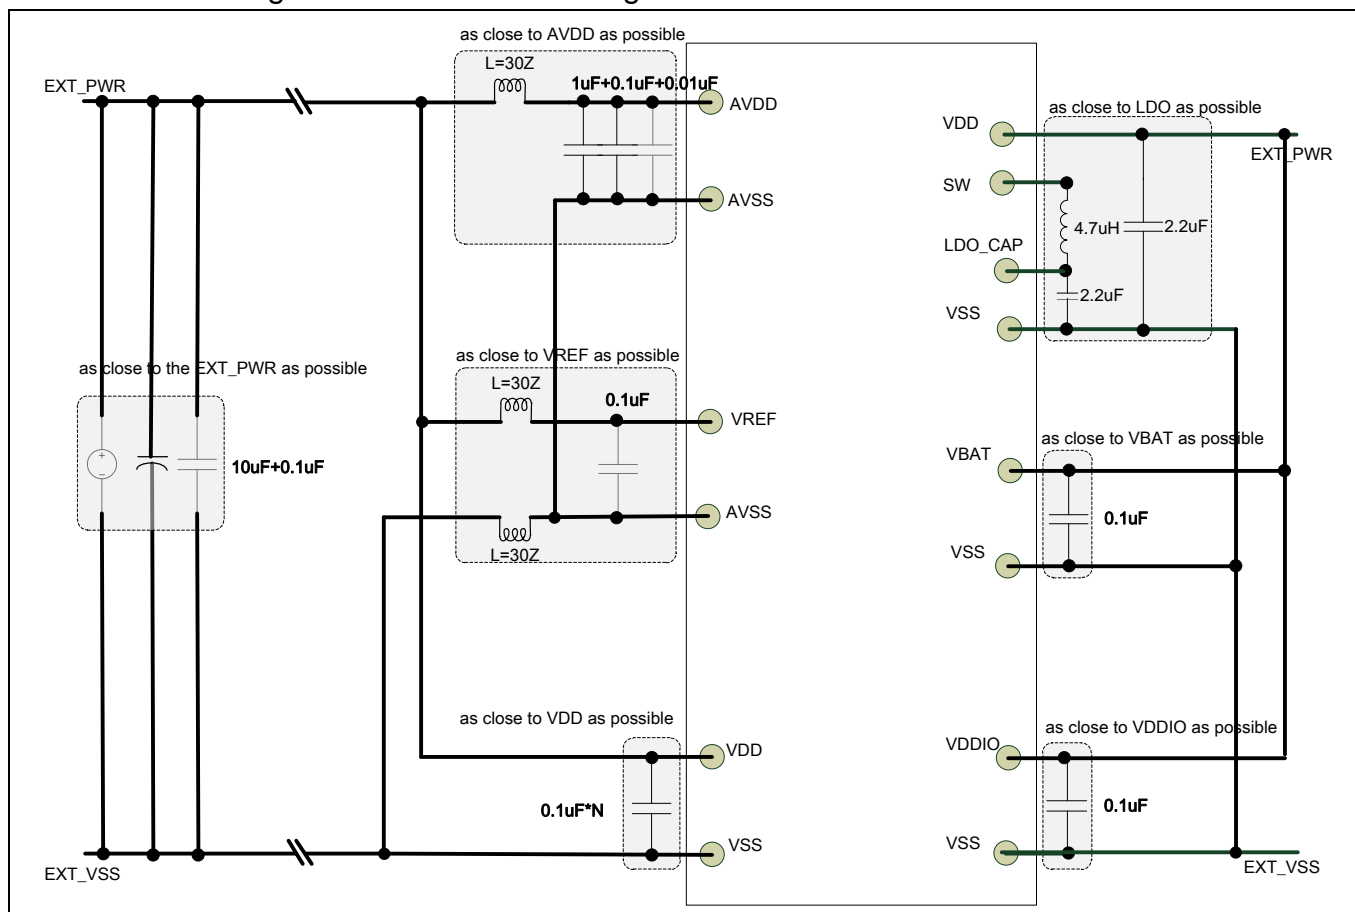 as close to AVDD as possible
L=30Z
EXT_PWR
1uF+0.1uF+0.01uF
AVDD
AVSS
as close to LDO as possible
VDD
EXT_PWR
SW
4.7uH
2.2uF
LDO_CAP
2.2uF
VSS
as close to the EXT_PWR as possible
10uF+0.1uF
as close to VREF as possible
L=30Z
0.1uF
VREF
AVSS
L=30Z
as close to VBAT as possible
VBAT
0.1uF
VSS
as close to VDD as possible
VDD
0.1uF*N
VSS
as close to VDDIO as possible
VDDIO
0.1uF
VSS
EXT_VSS
EXT_VSS